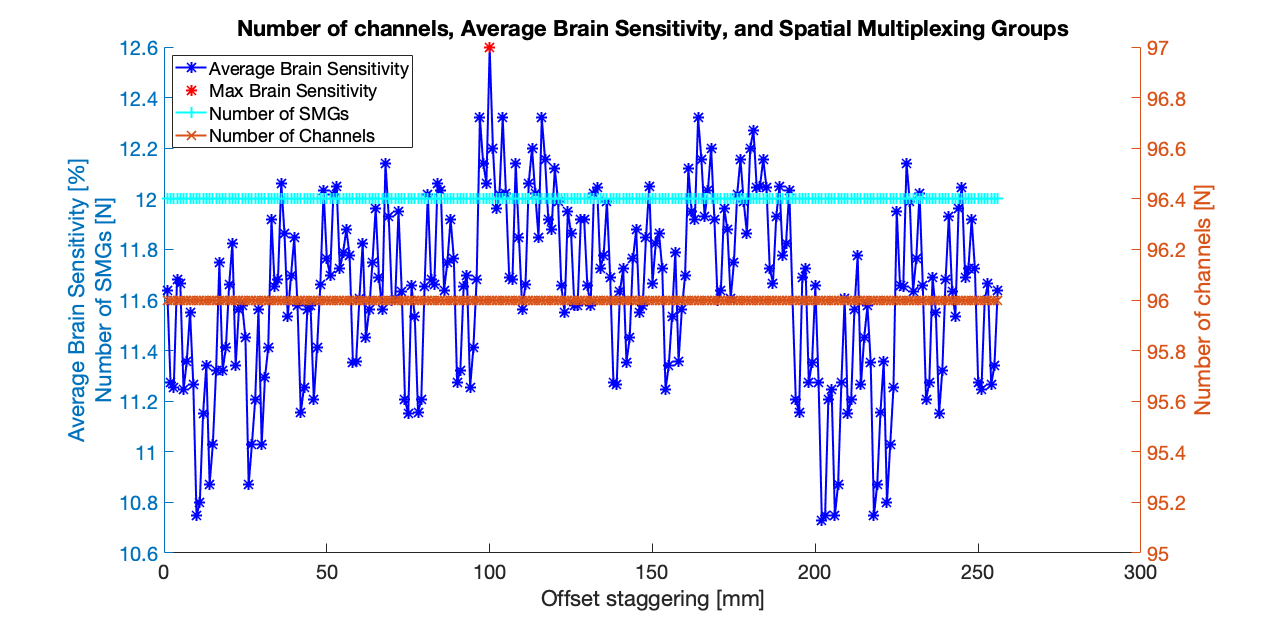 Number of channels, Average Brain Sensitivity, and Spatial Multiplexing Groups
Average Brain Sensitivity
Max Brain Sensitivity
Number of SMGs
Number of Channels
Average Brain Sensitivity [%]
Number of SMGs [N]
12.6
12.4
12.2
12
11.8
11.6
11.4
11.2
11
10.8
10.6
97
96.8
96.6
96.4
96.2
96
95.8
95.6
95.4
95.2
95
Number of channels [N]
0 50 100 150 200 250 300
Offset staggering [mm]